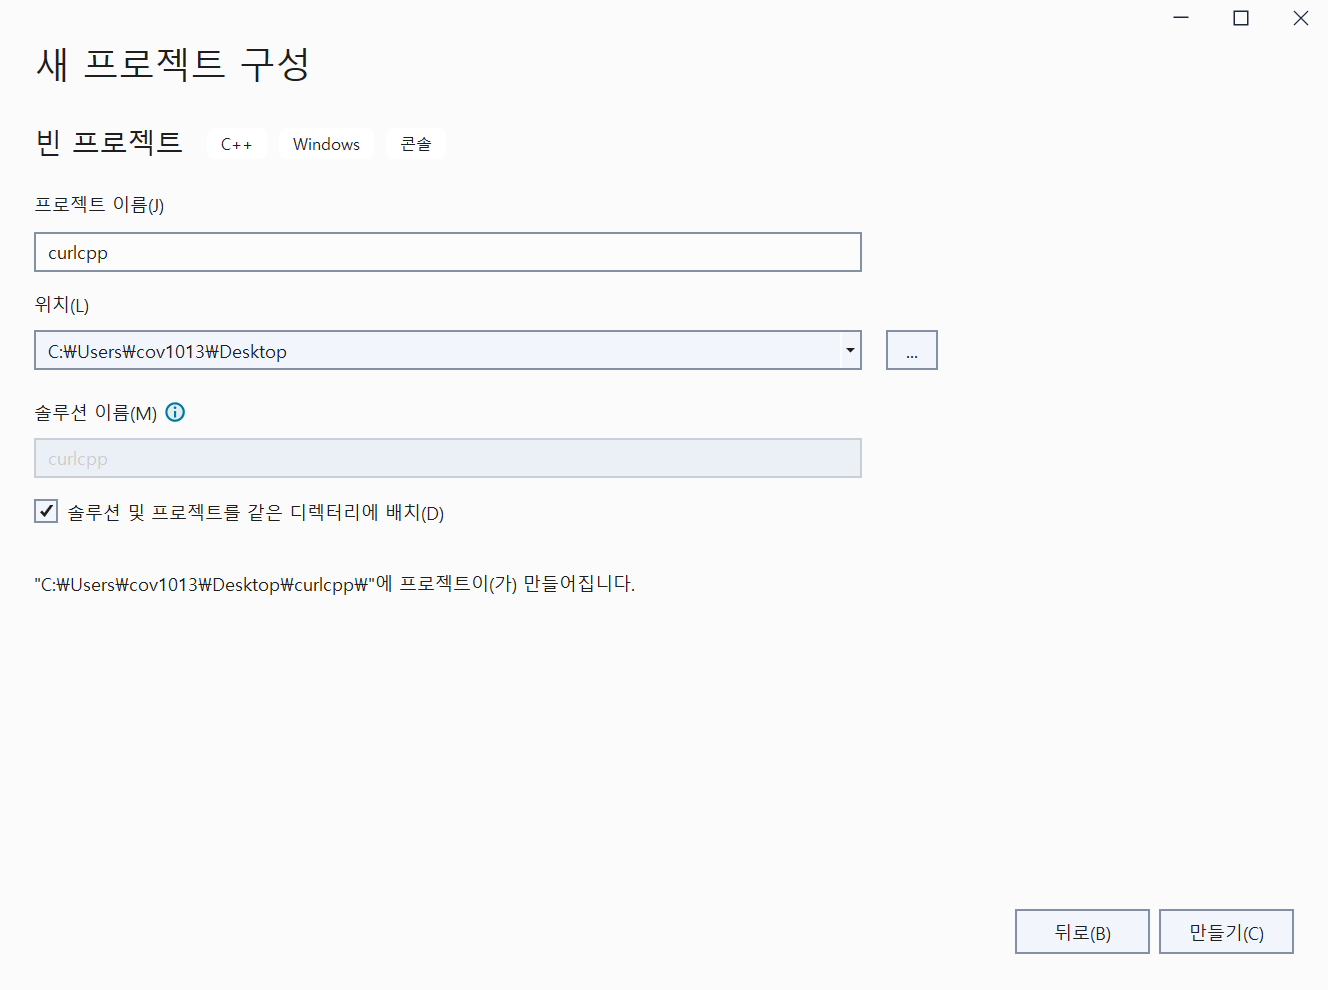 새 프로젝트 구성
빈 프로젝트 C++ Windows 콘솔
프로젝트 이름(J)
curlcpp
위치(L)
C:₩Users₩cov1013₩Desktop
...
솔루션 이름(M)
curlcpp
솔루션 및 프로젝트를 같은 디렉터리에 배치(D)
"C:₩Users₩cov1013₩Desktop₩curlcpp₩"에 프로젝트이(가) 만들어집니다.
뒤로(B) 만들기(C)